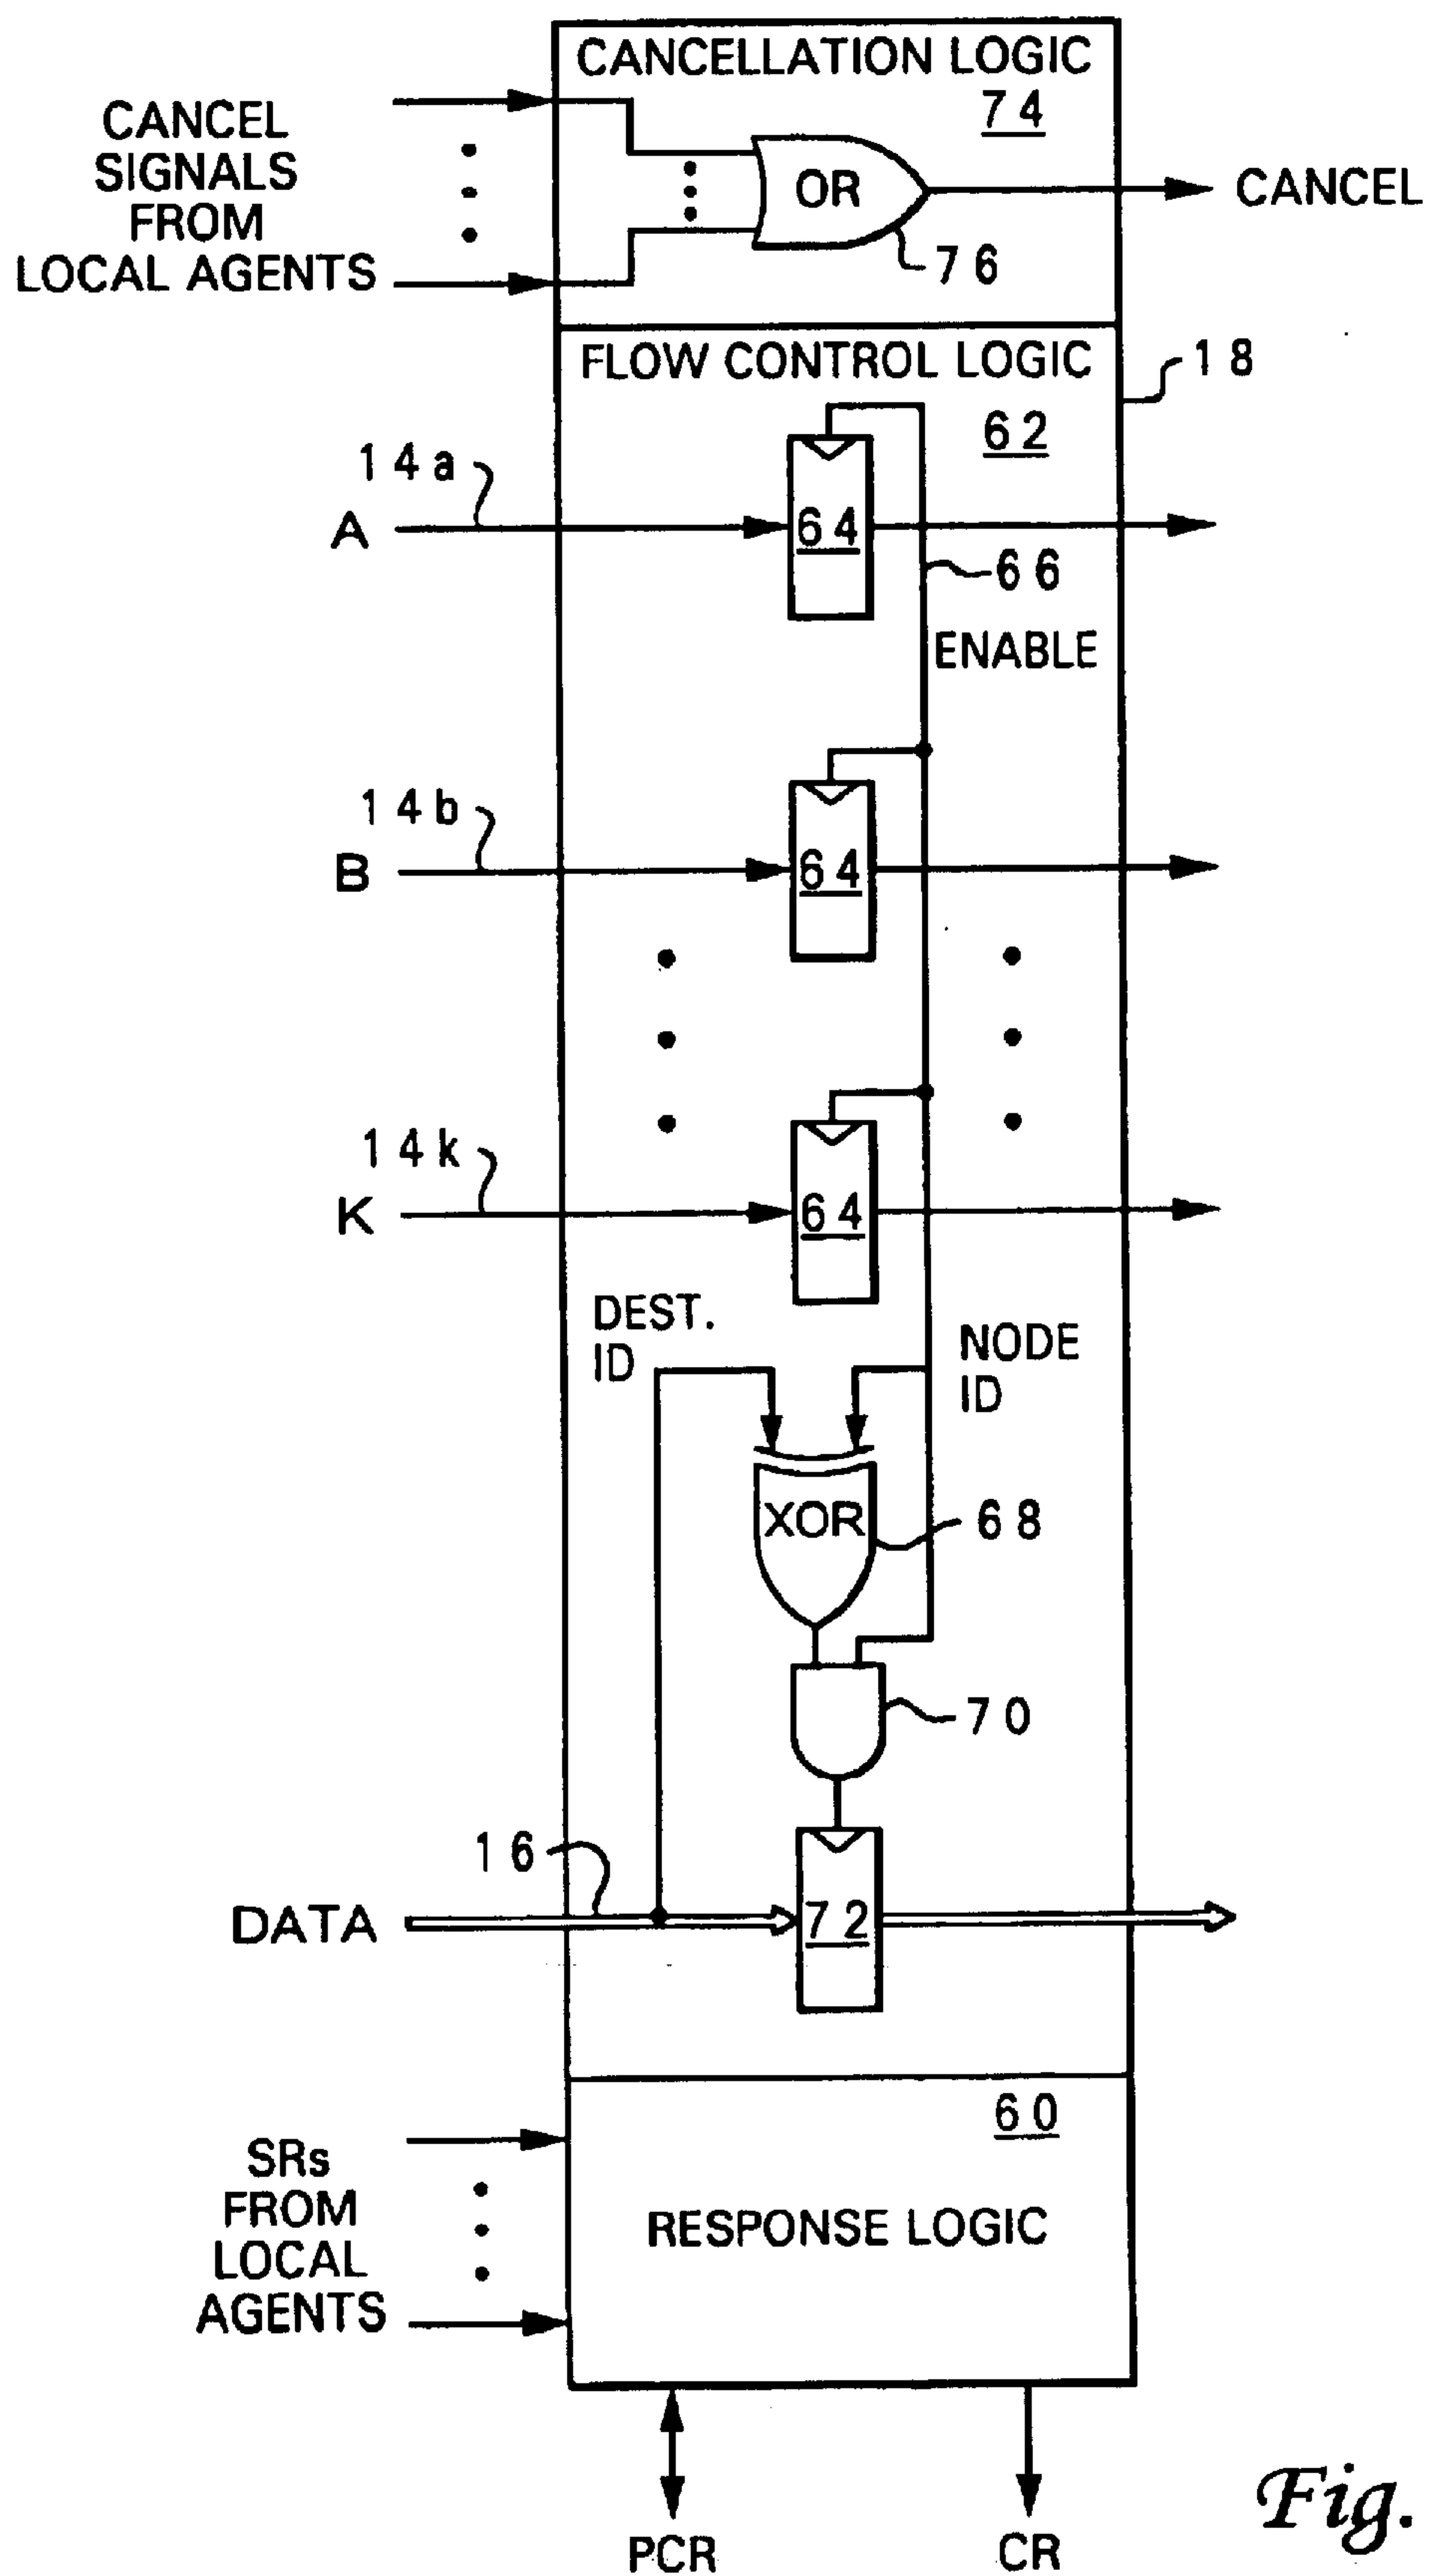 CANCELLATION LOGIC
74
CANCEL
SIGNALS
FROM
LOCAL AGENTS
OR
CANCEL
76
FLOW CONTROL LOGIC
18
62
14a
A
64
66
ENABLE
14b
B
64
14k
K
64
DEST.
ID
NODE
ID
XOR
68
70
16
DATA
72
60
SRs
FROM
LOCAL
AGENTS
RESPONSE LOGIC
PCR
CR
Fig.